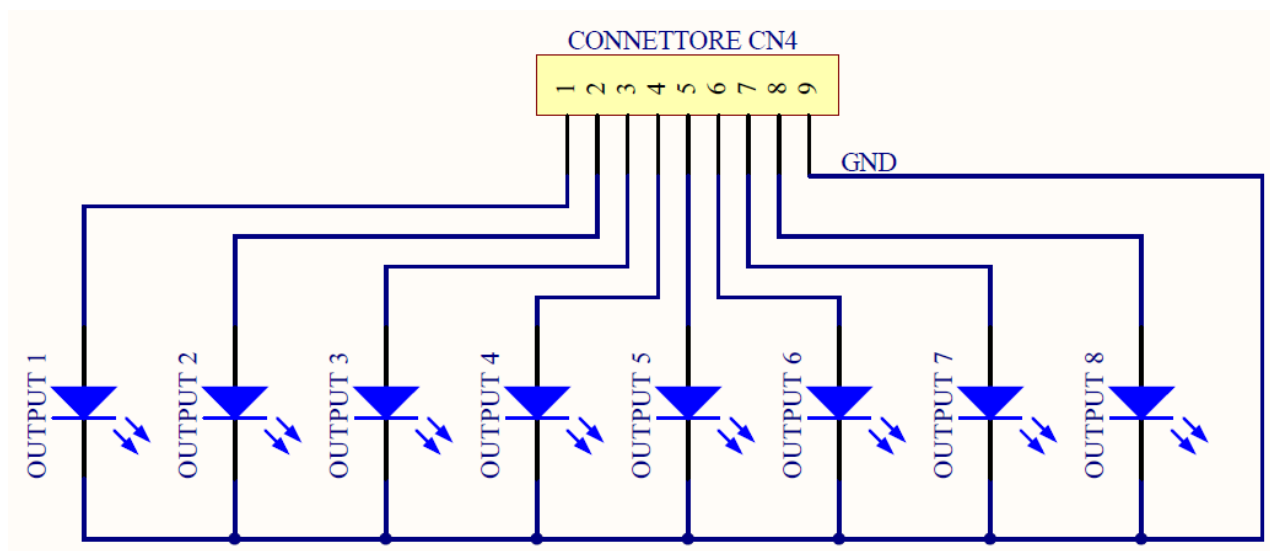 CONNETTORE CN4
1 2 3 4 5 6 7 8 9
GND
OUTPUT 1
OUTPUT 2
OUTPUT 3
OUTPUT 4
OUTPUT 5
OUTPUT 6
OUTPUT 7
OUTPUT 8